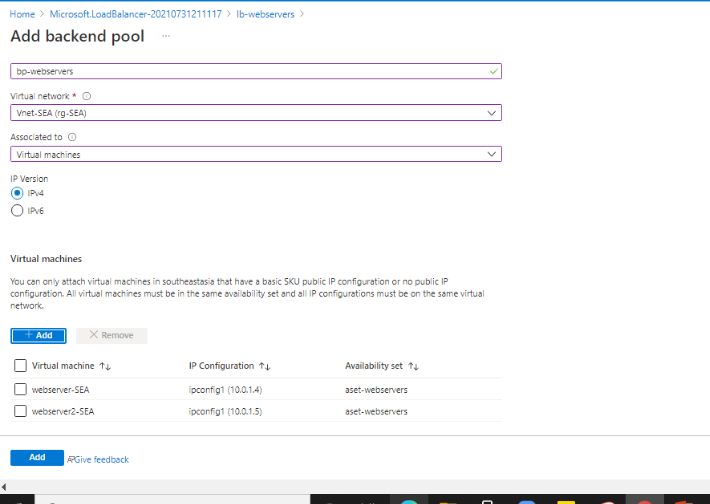 Home > Microsoft.LoadBalancer-20210731211117 > lb-webservers >
Add backend pool ...
bp-webservers
Virtual network *
Vnet-SEA (rg-SEA)
Associated to
Virtual machines
IP Version
IPv4
IPv6
Virtual machines
You can only attach virtual machines in southeastasia that have a basic SKU public IP configuration or no public IP
configuration. All virtual machines must be in the same availability set and all IP configurations must be on the same virtual
network.
+ Add Remove
Virtual machine ↑↓ IP Configuration ↑↓ Availability set ↑↓
webserver-SEA ipconfig1 (10.0.1.4) aset-webservers
webserver2-SEA ipconfig1 (10.0.1.5) aset-webservers
Add Give feedback